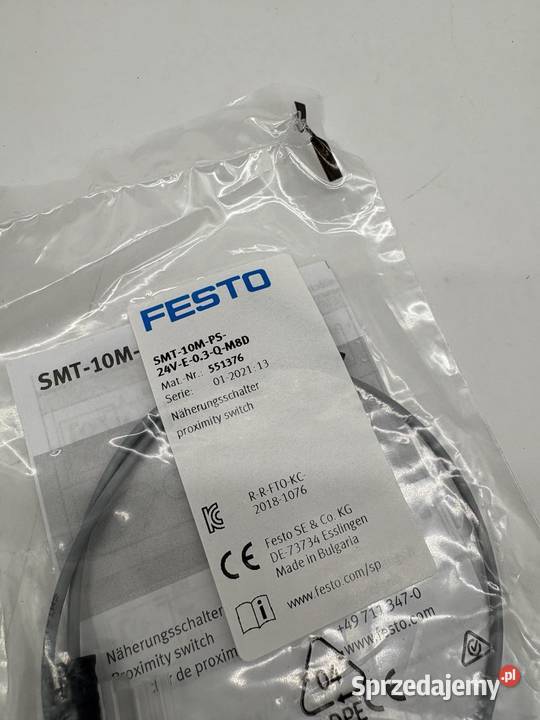 FESTO
SMT-10M-PS-
24V-E-0.3-Q-M8D
Mat.-Nr.: 551376
Serie: 01-2021-13
Näherungsschalter
proximity switch
R-R-FTO-KC-
2018-1076
Festo SE & Co. KG
DE-73734 Esslingen
Made in Bulgaria
www.festo.com/sp
SMT-10M-
Näherungsschalter
Proximity switch
r de proxim
+49 711 347-0
www.festo.com
04
Sprzedajemy.pl